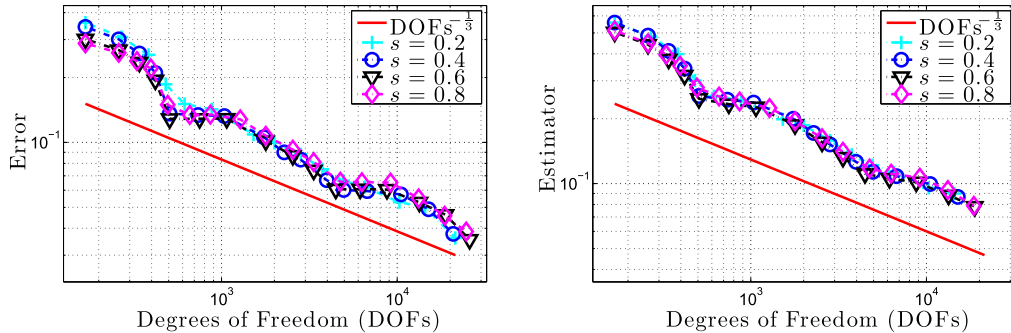 DOFs^{-1/3}
s = 0.2
s = 0.4
s = 0.6
s = 0.8
Error
10^{-1}
10^3
10^4
Degrees of Freedom (DOFs)
DOFs^{-1/3}
s = 0.2
s = 0.4
s = 0.6
s = 0.8
Estimator
10^{-1}
10^3
10^4
Degrees of Freedom (DOFs)